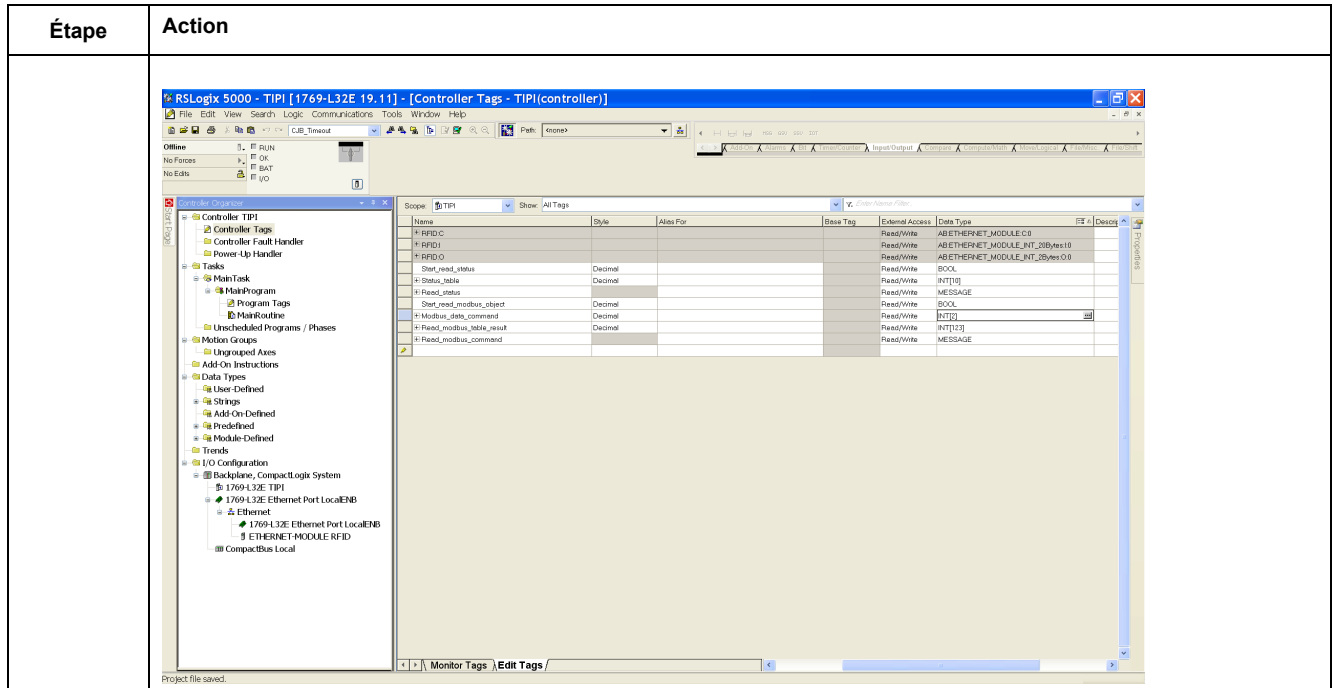 Étape
Action
RSLogix 5000 - TIPI [1769-L32E 19.11] - [Controller Tags - TIPI(controller)]
File Edit View Search Logic Communications Tools Window Help
CJB_Timeout
Path: <none>
Offline
RUN
No Forces
OK
BAT
No Edits
I/O
Add-On Alarms Bit Timer/Counter Input/Output Compare Compute/Math Move/Logical File/Misc. File/Shift
Start Page
Controller Organizer
Controller TIPI
Controller Tags
Controller Fault Handler
Power-Up Handler
Tasks
MainTask
MainProgram
Program Tags
MainRoutine
Unscheduled Programs / Phases
Motion Groups
Ungrouped Axes
Add-On Instructions
Data Types
User-Defined
Strings
Add-On-Defined
Predefined
Module-Defined
Trends
I/O Configuration
Backplane, CompactLogix System
1769-L32E TIPI
1769-L32E Ethernet Port LocalENB
Ethernet
1769-L32E Ethernet Port LocalENB
ETHERNET-MODULE RFID
CompactBus Local
Scope: TIPI Show: All Tags Enter Name Filter...
Name Style Alias For Base Tag External Access Data Type Descrip
RFID:C Read/Write AB:ETHERNET_MODULE:C:0
RFID:I Read/Write AB:ETHERNET_MODULE_INT_20Bytes:I:0
RFID:O Read/Write AB:ETHERNET_MODULE_INT_2Bytes:O:0
Start_read_status Decimal Read/Write BOOL
Status_table Decimal Read/Write INT[10]
Read_status Read/Write MESSAGE
Start_read_modbus_object Decimal Read/Write BOOL
Modbus_data_command Decimal Read/Write INT[2]
Read_modbus_table_result Decimal Read/Write INT[123]
Read_modbus_command Read/Write MESSAGE
Properties
Monitor Tags Edit Tags
Project file saved.